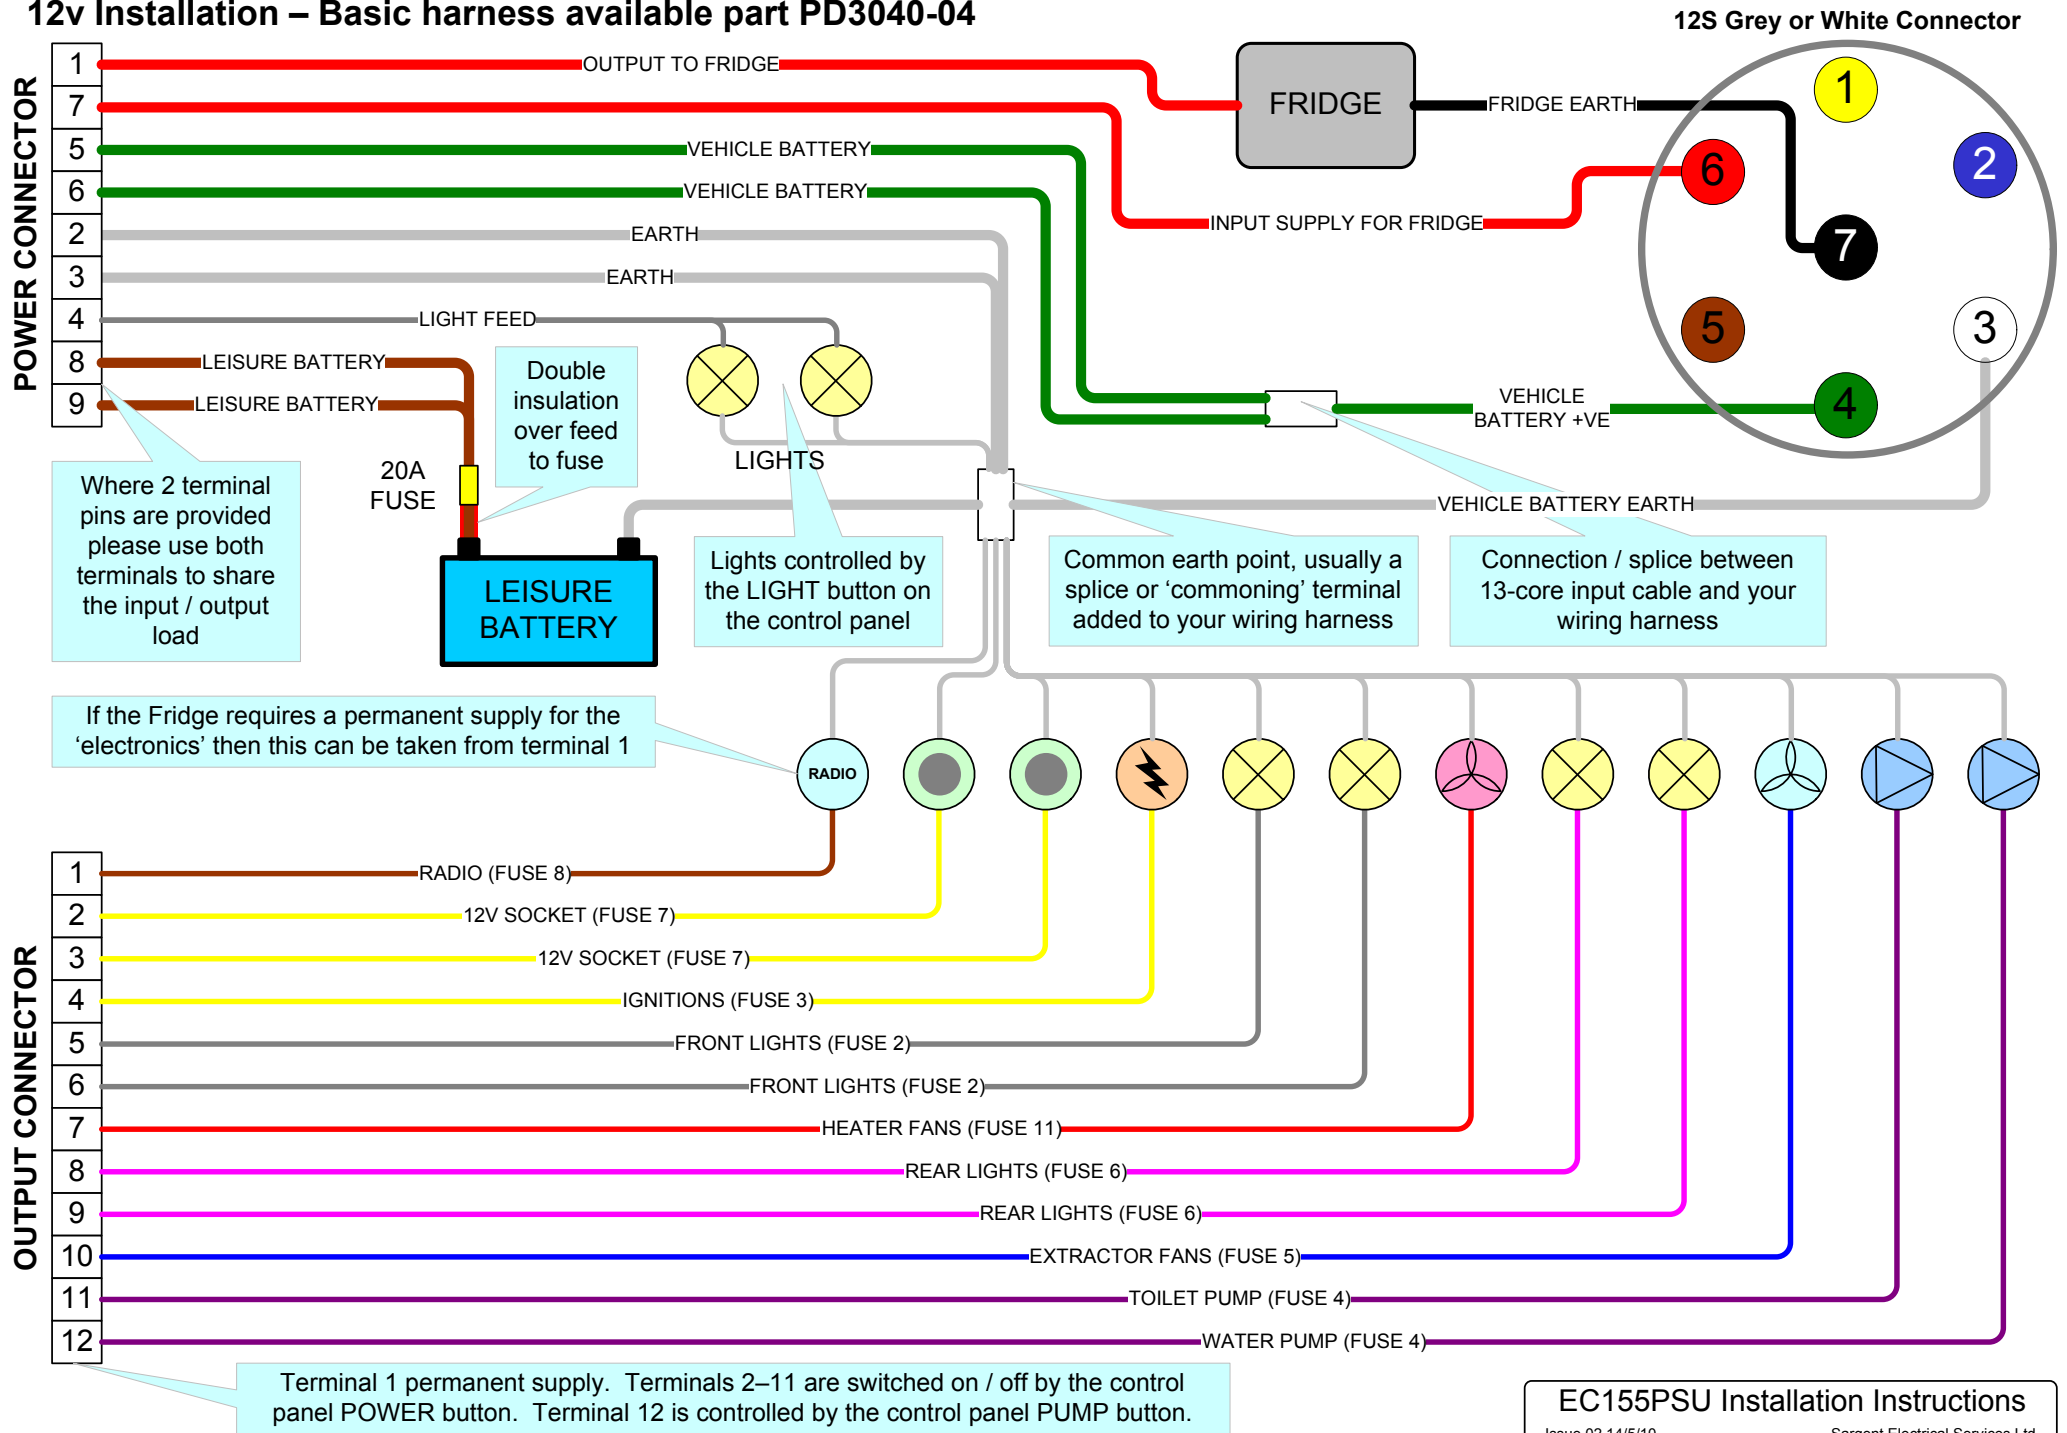 12v Installation – Basic harness available part PD3040-04
12S Grey or White Connector
POWER CONNECTOR
1
7
5
6
2
3
4
8
9
OUTPUT TO FRIDGE
FRIDGE
FRIDGE EARTH
VEHICLE BATTERY
VEHICLE BATTERY
INPUT SUPPLY FOR FRIDGE
EARTH
EARTH
LIGHT FEED
LEISURE BATTERY
LEISURE BATTERY
1
2
6
7
5
3
4
VEHICLE
BATTERY +VE
VEHICLE BATTERY EARTH
Double
insulation
over feed
to fuse
20A
FUSE
LIGHTS
LEISURE
BATTERY
Where 2 terminal
pins are provided
please use both
terminals to share
the input / output
load
Lights controlled by
the LIGHT button on
the control panel
Common earth point, usually a
splice or ‘commoning’ terminal
added to your wiring harness
Connection / splice between
13-core input cable and your
wiring harness
If the Fridge requires a permanent supply for the
‘electronics’ then this can be taken from terminal 1
RADIO
OUTPUT CONNECTOR
1
RADIO (FUSE 8)
2
12V SOCKET (FUSE 7)
3
12V SOCKET (FUSE 7)
4
IGNITIONS (FUSE 3)
5
FRONT LIGHTS (FUSE 2)
6
FRONT LIGHTS (FUSE 2)
7
HEATER FANS (FUSE 11)
8
REAR LIGHTS (FUSE 6)
9
REAR LIGHTS (FUSE 6)
10
EXTRACTOR FANS (FUSE 5)
11
TOILET PUMP (FUSE 4)
12
WATER PUMP (FUSE 4)
Terminal 1 permanent supply. Terminals 2–11 are switched on / off by the control
panel POWER button. Terminal 12 is controlled by the control panel PUMP button.
EC155PSU Installation Instructions
Sargent Electrical Services Ltd